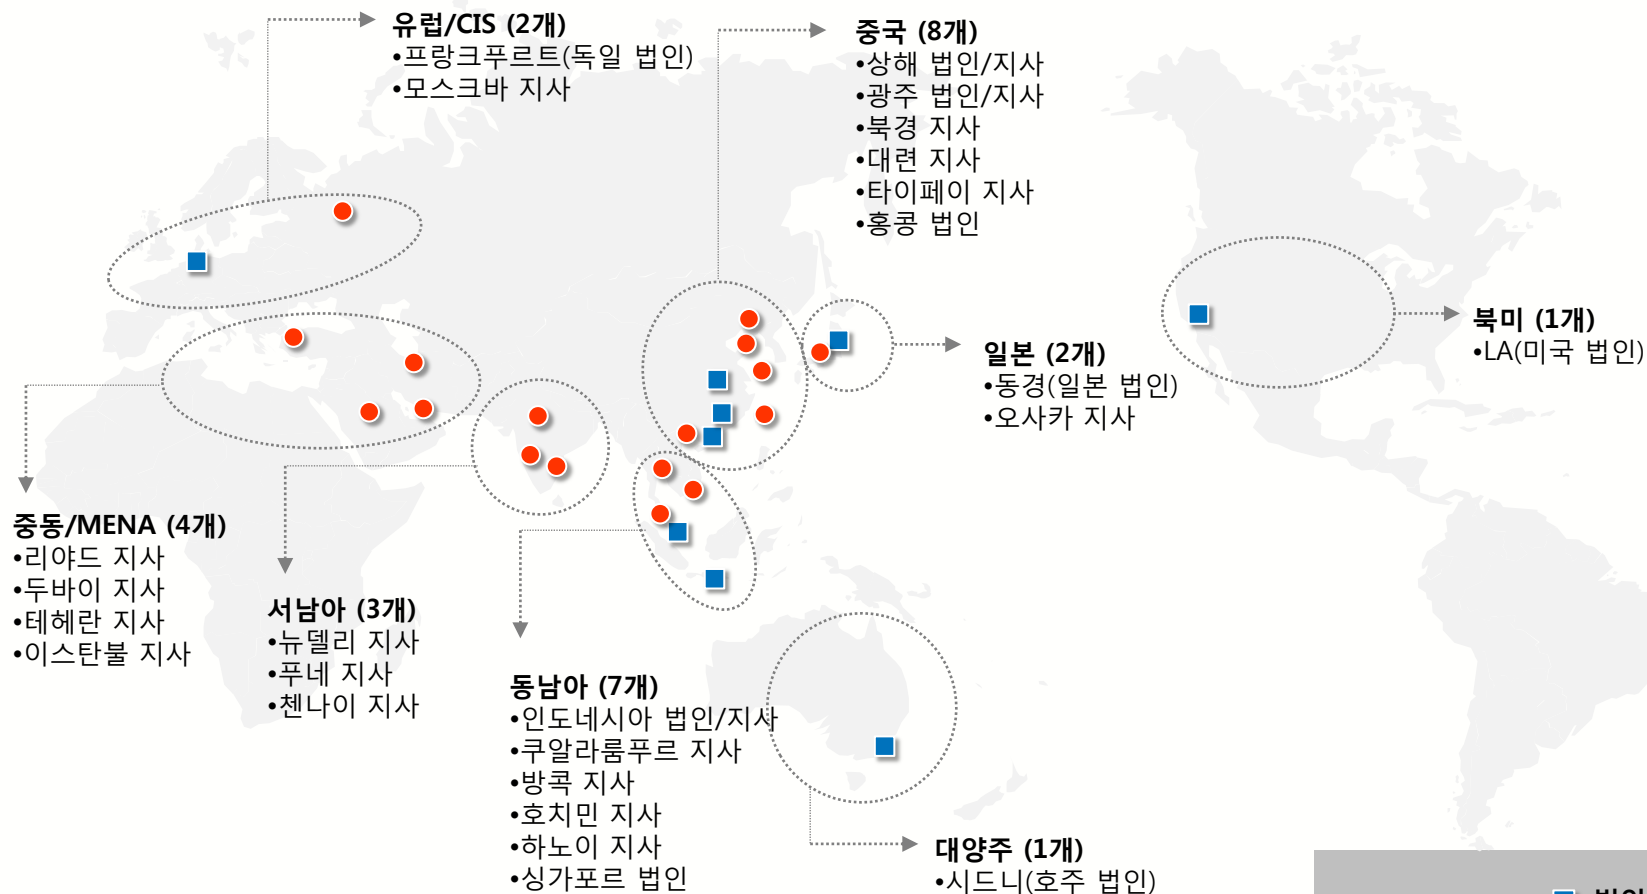 유럽/CIS (2개)
•프랑크푸르트(독일 법인)
•모스크바 지사
중국 (8개)
•상해 법인/지사
•광주 법인/지사
•북경 지사
•대련 지사
•타이페이 지사
•홍콩 법인
북미 (1개)
•LA(미국 법인)
일본 (2개)
•동경(일본 법인)
•오사카 지사
중동/MENA (4개)
•리야드 지사
•두바이 지사
•테헤란 지사
•이스탄불 지사
서남아 (3개)
•뉴델리 지사
•푸네 지사
•첸나이 지사
동남아 (7개)
•인도네시아 법인/지사
•쿠알라룸푸르 지사
•방콕 지사
•호치민 지사
•하노이 지사
•싱가포르 법인
대양주 (1개)
•시드니(호주 법인)